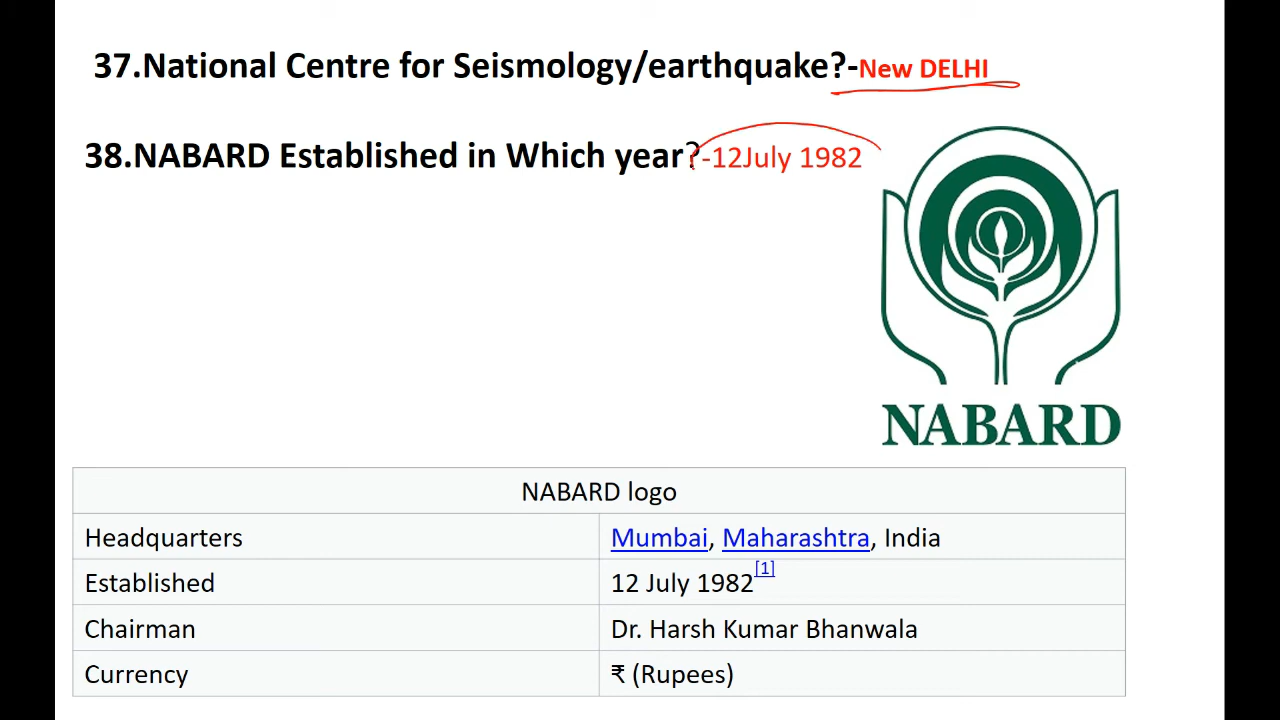 37.National Centre for Seismology/earthquake?-New DELHI
38.NABARD Established in Which year?-12July 1982
NABARD
NABARD logo
Headquarters Mumbai, Maharashtra, India
Established 12 July 1982[1]
Chairman Dr. Harsh Kumar Bhanwala
Currency ₹ (Rupees)